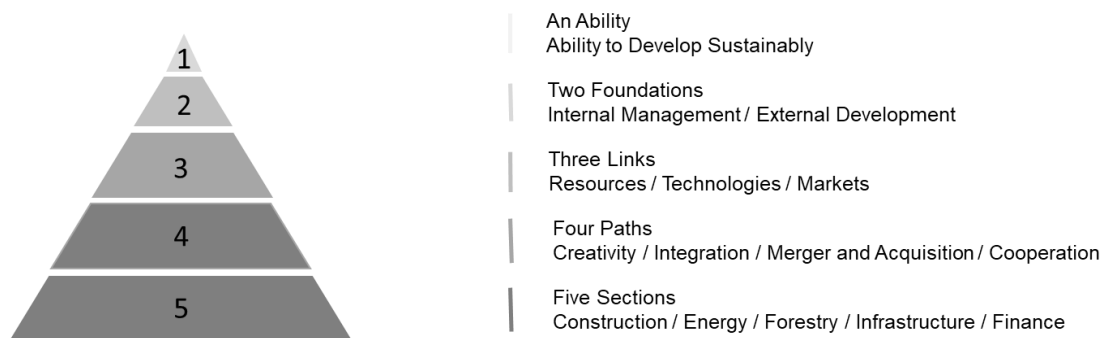 1
An Ability
Ability to Develop Sustainably
2
Two Foundations
Internal Management / External Development
3
Three Links
Resources / Technologies / Markets
4
Four Paths
Creativity / Integration / Merger and Acquisition / Cooperation
5
Five Sections
Construction / Energy / Forestry / Infrastructure / Finance